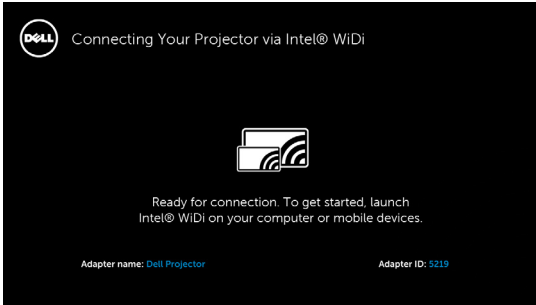 DELL
Connecting Your Projector via Intel® WiDi
Ready for connection. To get started, launch
Intel® WiDi on your computer or mobile devices.
Adapter name: Dell Projector
Adapter ID: 5219